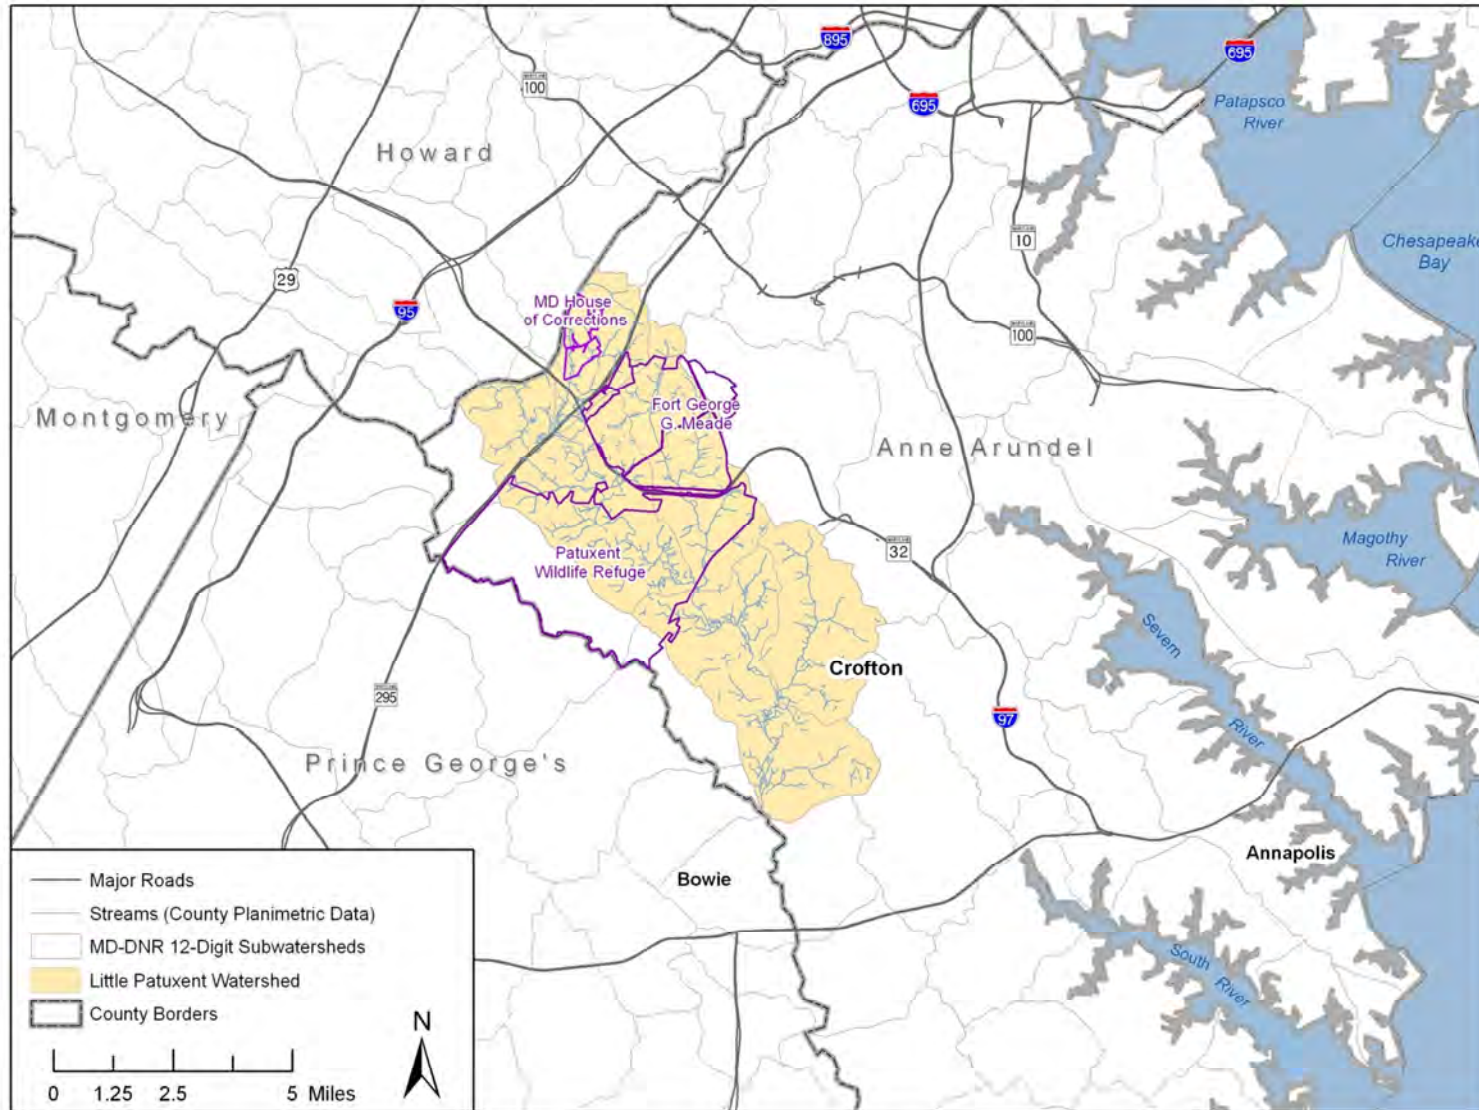 895
695
695
Patapsco
River
100
Howard
10
Chesapeake
Bay
29
95
MD House
of Corrections
100
Montgomery
Fort George
G. Meade
Anne Arundel
Magothy
River
32
Patuxent
Wildlife Refuge
Severn
River
Crofton
295
97
Prince George's
Annapolis
Bowie
South
River
Major Roads
Streams (County Planimetric Data)
MD-DNR 12-Digit Subwatersheds
Little Patuxent Watershed
County Borders
N
0 1.25 2.5 5 Miles